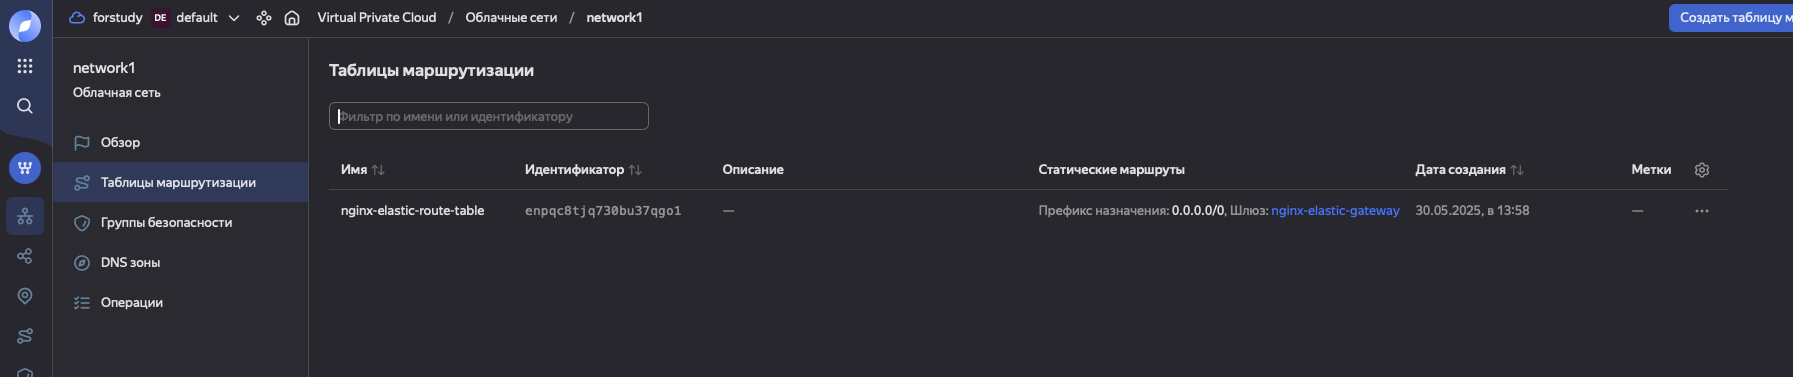 forstudy DE default Virtual Private Cloud / Облачные сети / network1
network1
Облачная сеть
Обзор
Таблицы маршрутизации
Группы безопасности
DNS зоны
Операции
Таблицы маршрутизации
Фильтр по имени или идентификатору
Имя Идентификатор Описание Статические маршруты Дата создания Метки
nginx-elastic-route-table enpqc8tjq730bu37qgo1 — Префикс назначения: 0.0.0.0/0, Шлюз: nginx-elastic-gateway 30.05.2025, в 13:58 —
Создать таблицу м